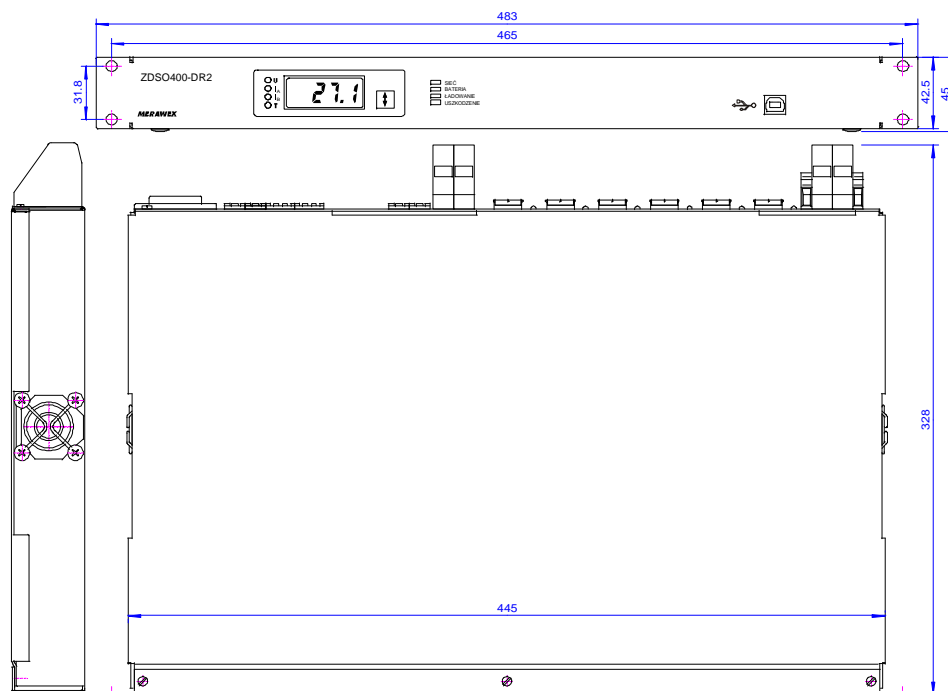 483
465
ZDSO400-DR2
31.8
U
I A
I B
T
27.1
SIEĆ
BATERIA
ŁADOWANIE
USZKODZENIE
MERAWEX
42.5
45
328
445